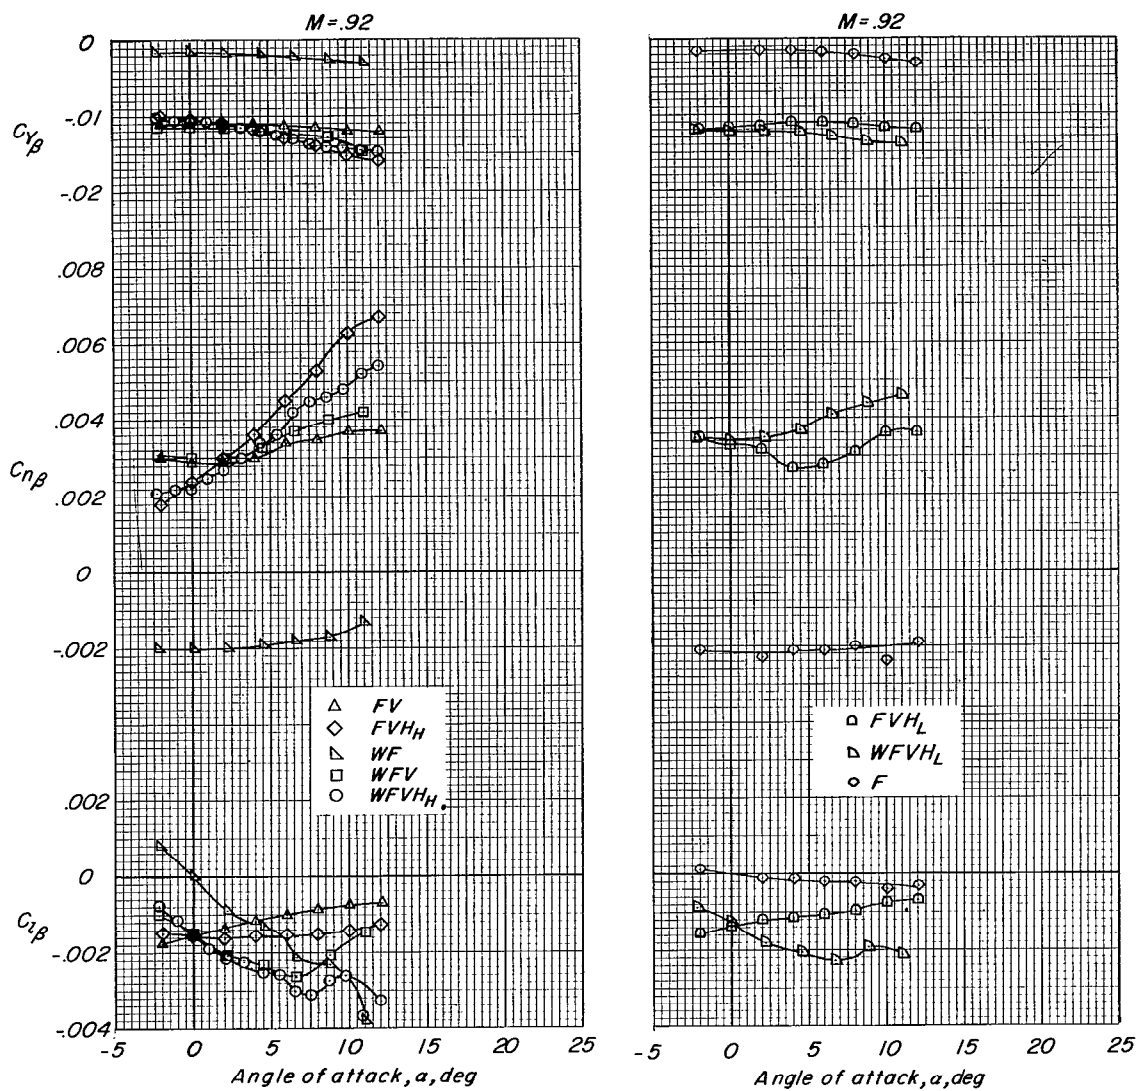 M=.92
0
-.01
CYβ
-.02
.008
.006
.004
Cnβ
.002
0
-.002
FV
FVHH
WF
WFV
WFVHH
.002
0
Clβ
-.002
-.004
-5 0 5 10 15 20 25
Angle of attack, α, deg
M=.92
FVHL
WFVHL
F
-5 0 5 10 15 20 25
Angle of attack, α, deg